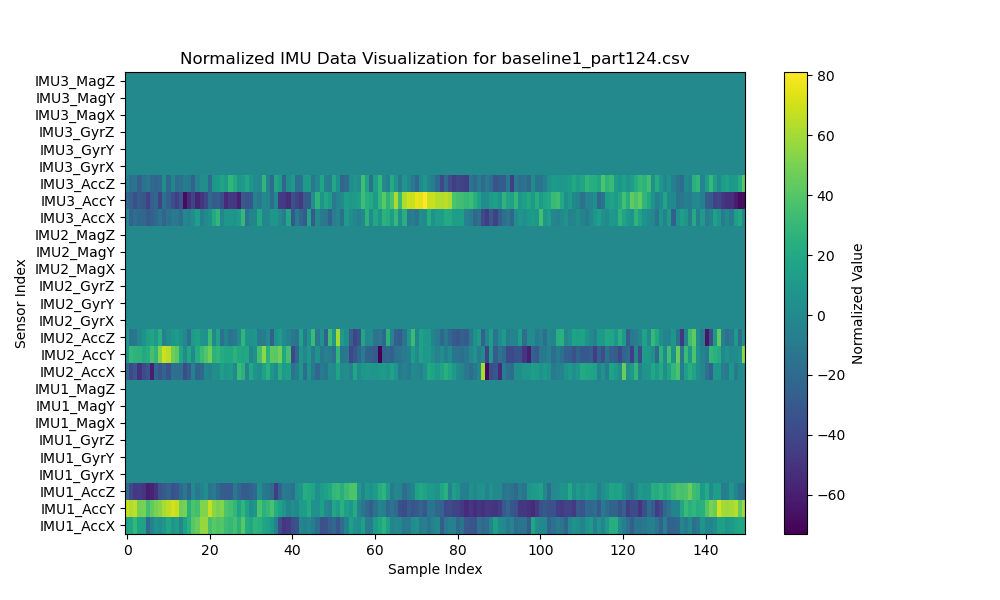 Normalized IMU Data Visualization for baseline1_part124.csv
IMU3_MagZ
IMU3_MagY
IMU3_MagX
IMU3_GyrZ
IMU3_GyrY
IMU3_GyrX
IMU3_AccZ
IMU3_AccY
IMU3_AccX
IMU2_MagZ
IMU2_MagY
IMU2_MagX
IMU2_GyrZ
IMU2_GyrY
IMU2_GyrX
IMU2_AccZ
IMU2_AccY
IMU2_AccX
IMU1_MagZ
IMU1_MagY
IMU1_MagX
IMU1_GyrZ
IMU1_GyrY
IMU1_GyrX
IMU1_AccZ
IMU1_AccY
IMU1_AccX
Sensor Index
0 20 40 60 80 100 120 140
Sample Index
80
60
40
20
0
−20
−40
−60
Normalized Value